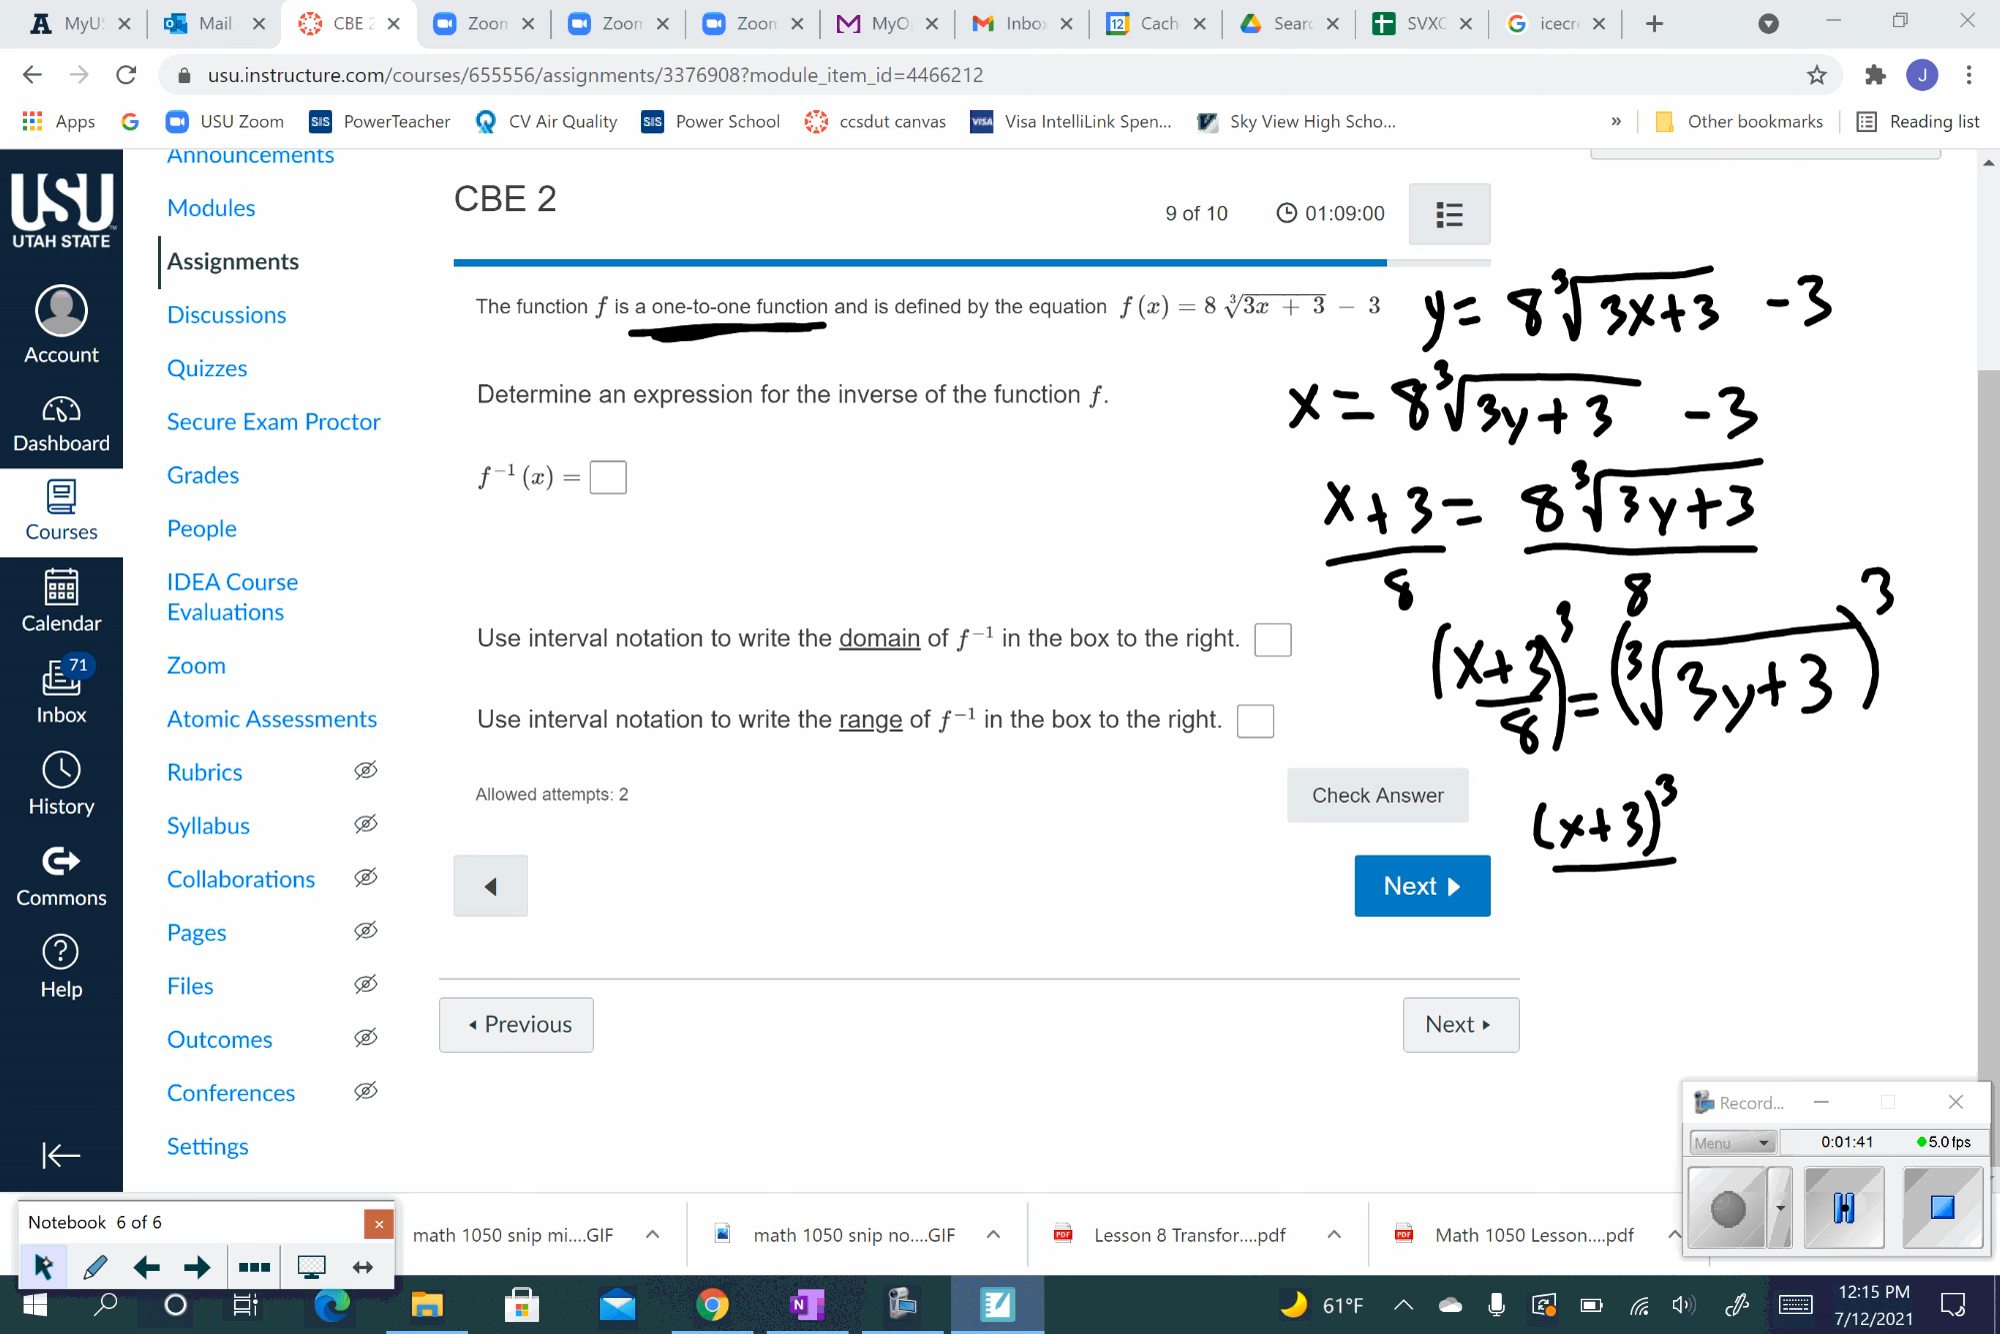 MyU: Mail CBE 2 Zoom Zoom Zoom MyO Inbo 12 Cach Searc SVXC icecr
usu.instructure.com/courses/655556/assignments/3376908?module_item_id=4466212 J
Apps USU Zoom SIS PowerTeacher CV Air Quality SIS Power School ccsdut canvas VISA Visa IntelliLink Spen... Sky View High Scho... » Other bookmarks Reading list
USU
UTAH STATE
Account
Dashboard
Courses
Calendar
71
Inbox
History
Commons
Help
Announcements
Modules
Assignments
Discussions
Quizzes
Secure Exam Proctor
Grades
People
IDEA Course
Evaluations
Zoom
Atomic Assessments
Rubrics
Syllabus
Collaborations
Pages
Files
Outcomes
Conferences
Settings
CBE 2
9 of 10 01:09:00
The function f is a one-to-one function and is defined by the equation f (x) = 8 ∛(3x + 3) − 3
Determine an expression for the inverse of the function f.
f⁻¹ (x) =
Use interval notation to write the domain of f⁻¹ in the box to the right.
Use interval notation to write the range of f⁻¹ in the box to the right.
Allowed attempts: 2
Check Answer
Next
Previous
Next
y = 8∛(3x+3) -3
x = 8∛(3y+3) -3
x+3 = 8∛(3y+3)
8 8
(x+3/8)³ = (∛(3y+3))³
(x+3)³
Record...
Menu 0:01:41 5.0 fps
Notebook 6 of 6
math 1050 snip mi....GIF math 1050 snip no....GIF PDF Lesson 8 Transfor....pdf PDF Math 1050 Lesson....pdf
N 61°F 12:15 PM
7/12/2021